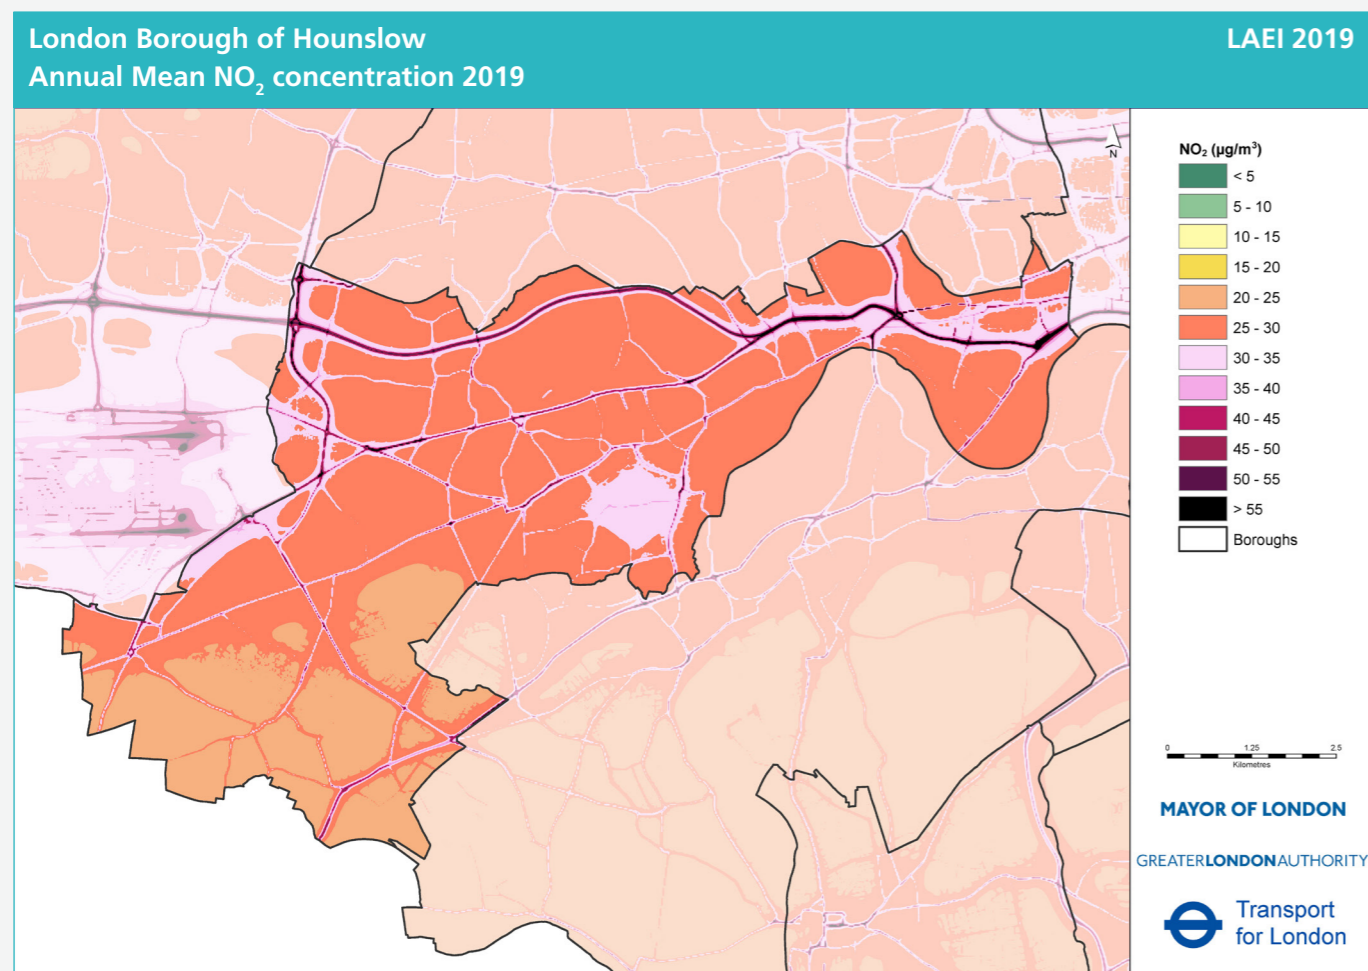 London Borough of Hounslow
Annual Mean NO₂ concentration 2019
LAEI 2019
N
NO₂ (µg/m³)
< 5
5 - 10
10 - 15
15 - 20
20 - 25
25 - 30
30 - 35
35 - 40
40 - 45
45 - 50
50 - 55
> 55
Boroughs
0 1.25 2.5
Kilometres
MAYOR OF LONDON
GREATERLONDONAUTHORITY
Transport
for London